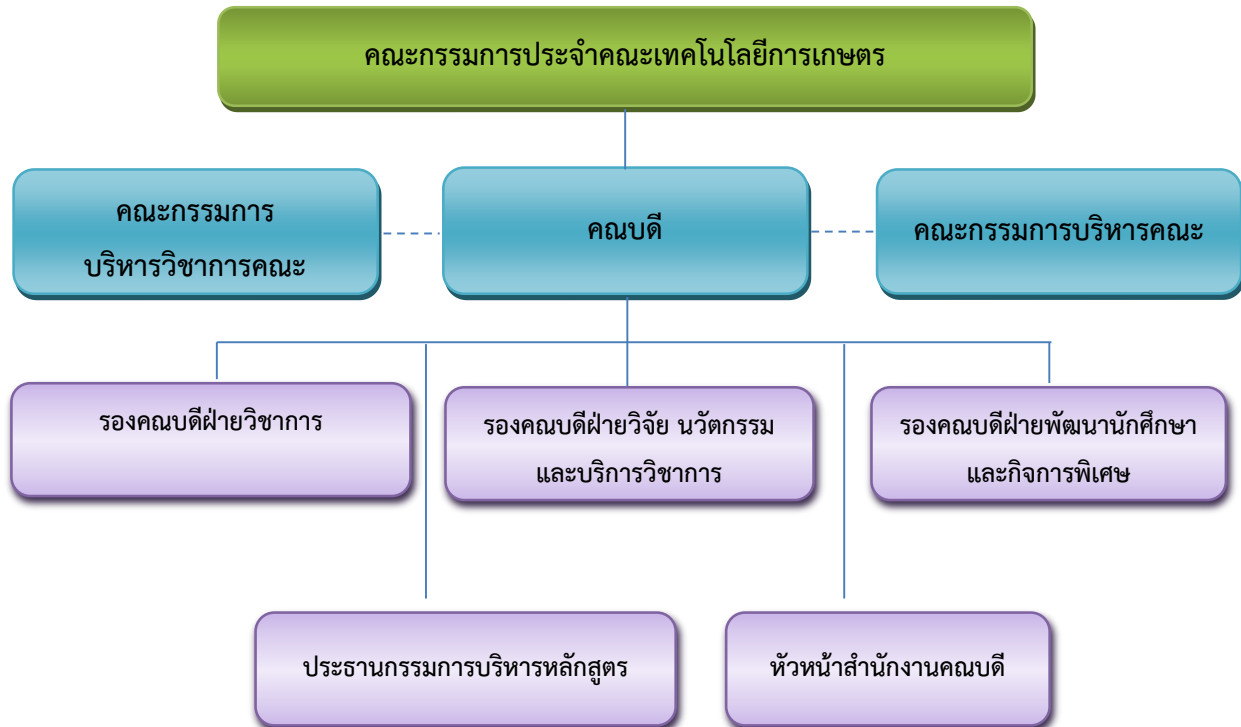 คณะกรรมการประจำคณะเทคโนโลยีการเกษตร
คณะกรรมการ
บริหารวิชาการคณะ
คณบดี
คณะกรรมการบริหารคณะ
รองคณบดีฝ่ายวิชาการ
รองคณบดีฝ่ายวิจัย นวัตกรรม
และบริการวิชาการ
รองคณบดีฝ่ายพัฒนานักศึกษา
และกิจการพิเศษ
ประธานกรรมการบริหารหลักสูตร
หัวหน้าสำนักงานคณบดี